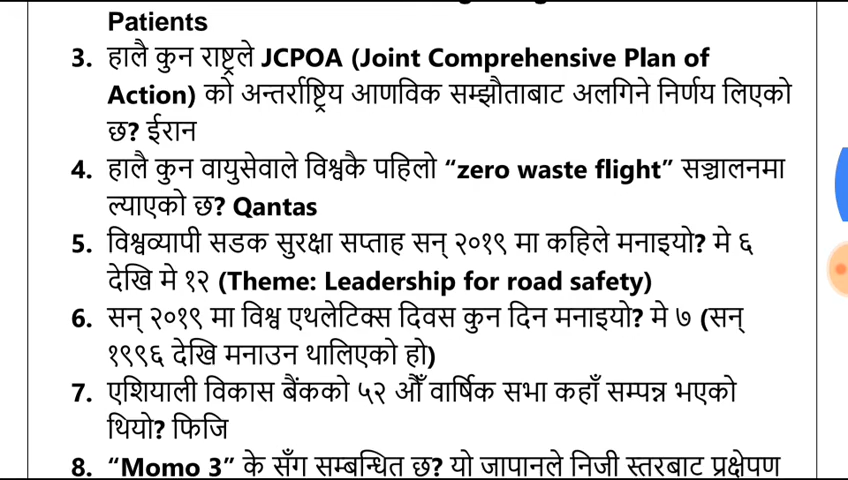 Patients
3. हालै कुन राष्ट्रले JCPOA (Joint Comprehensive Plan of
Action) को अन्तर्राष्ट्रिय आणविक सम्झौताबाट अलगिने निर्णय लिएको
छ? ईरान
4. हालै कुन वायुसेवाले विश्वकै पहिलो “zero waste flight” सञ्चालनमा
ल्याएको छ? Qantas
5. विश्वव्यापी सडक सुरक्षा सप्ताह सन् २०१९ मा कहिले मनाइयो? मे ६
देखि मे १२ (Theme: Leadership for road safety)
6. सन् २०१९ मा विश्व एथलेटिक्स दिवस कुन दिन मनाइयो? मे ७ (सन्
१९९६ देखि मनाउन थालिएको हो)
7. एशियाली विकास बैंकको ५२ औँ वार्षिक सभा कहाँ सम्पन्न भएको
थियो? फिजि
8. “Momo 3” के सँग सम्बन्धित छ? यो जापानले निजी स्तरबाट प्रक्षेपण